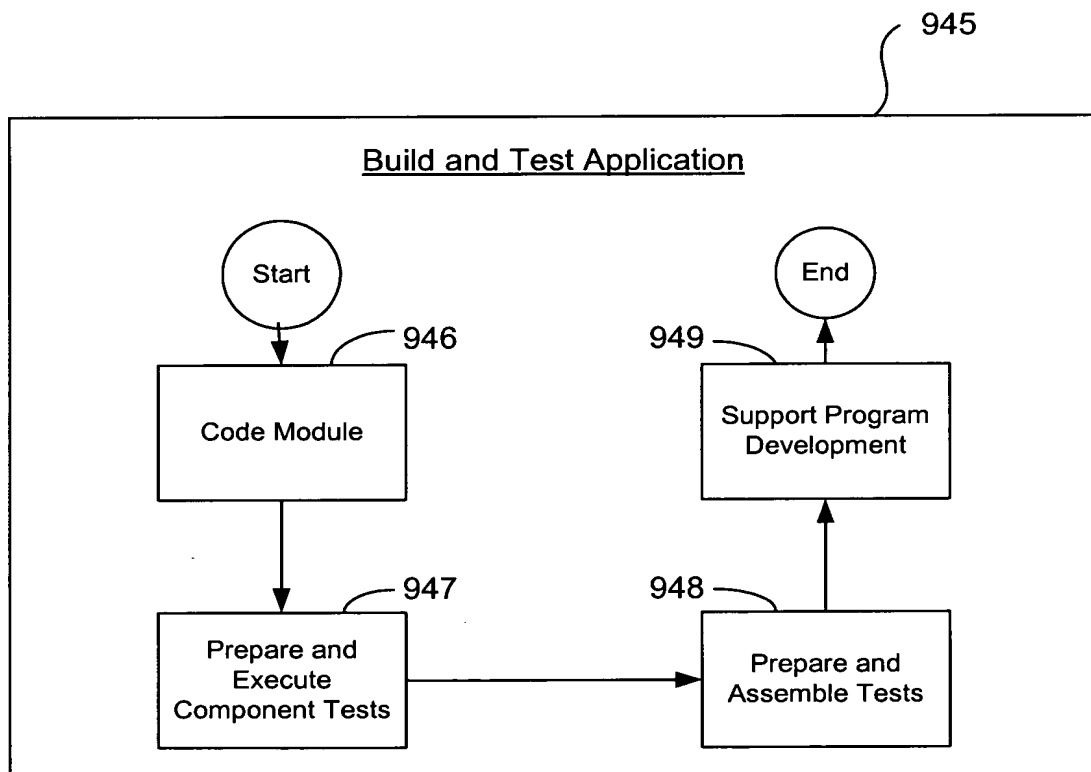 945
Build and Test Application
Start
End
946
949
Code Module
Support Program
Development
947
948
Prepare and
Execute
Component Tests
Prepare and
Assemble Tests